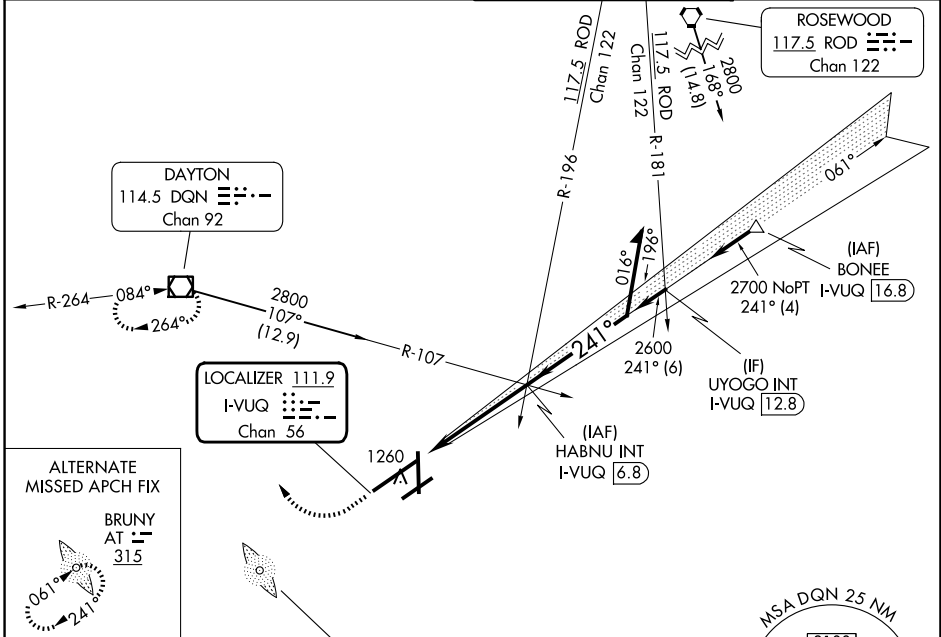 ROSEWOOD
117.5 ROD
Chan 122
117.5 ROD
Chan 122
117.5 ROD
Chan 122
2800
168°
(14.8)
R-196
R-181
061°
DAYTON
114.5 DQN
Chan 92
R-264
084°
264°
2800
107°
(12.9)
R-107
016°
196°
241°
2700 NoPT
241° (4)
(IAF)
BONEE
I-VUQ 16.8
2600
241° (6)
(IF)
UYOGO INT
I-VUQ 12.8
(IAF)
HABNU INT
I-VUQ 6.8
LOCALIZER 111.9
I-VUQ
Chan 56
1260
ALTERNATE
MISSED APCH FIX
BRUNY
AT
315
061°
241°
MSA DQN 25 NM